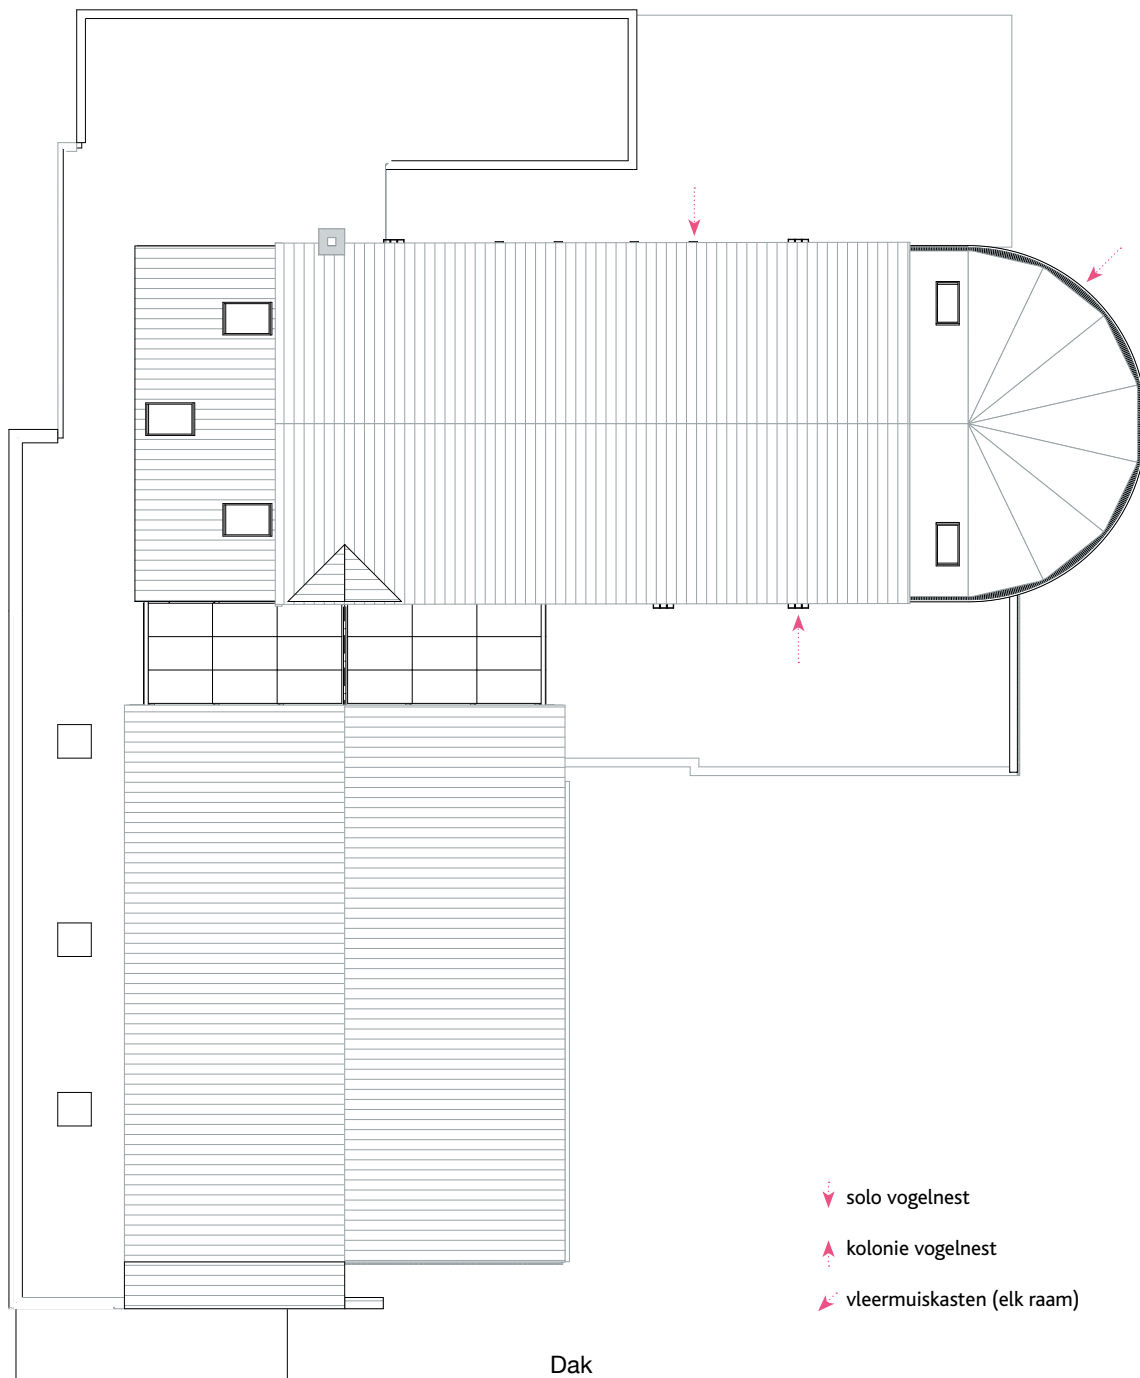 solo vogelnest
kolonie vogelnest
vleermuiskasten (elk raam)
Dak